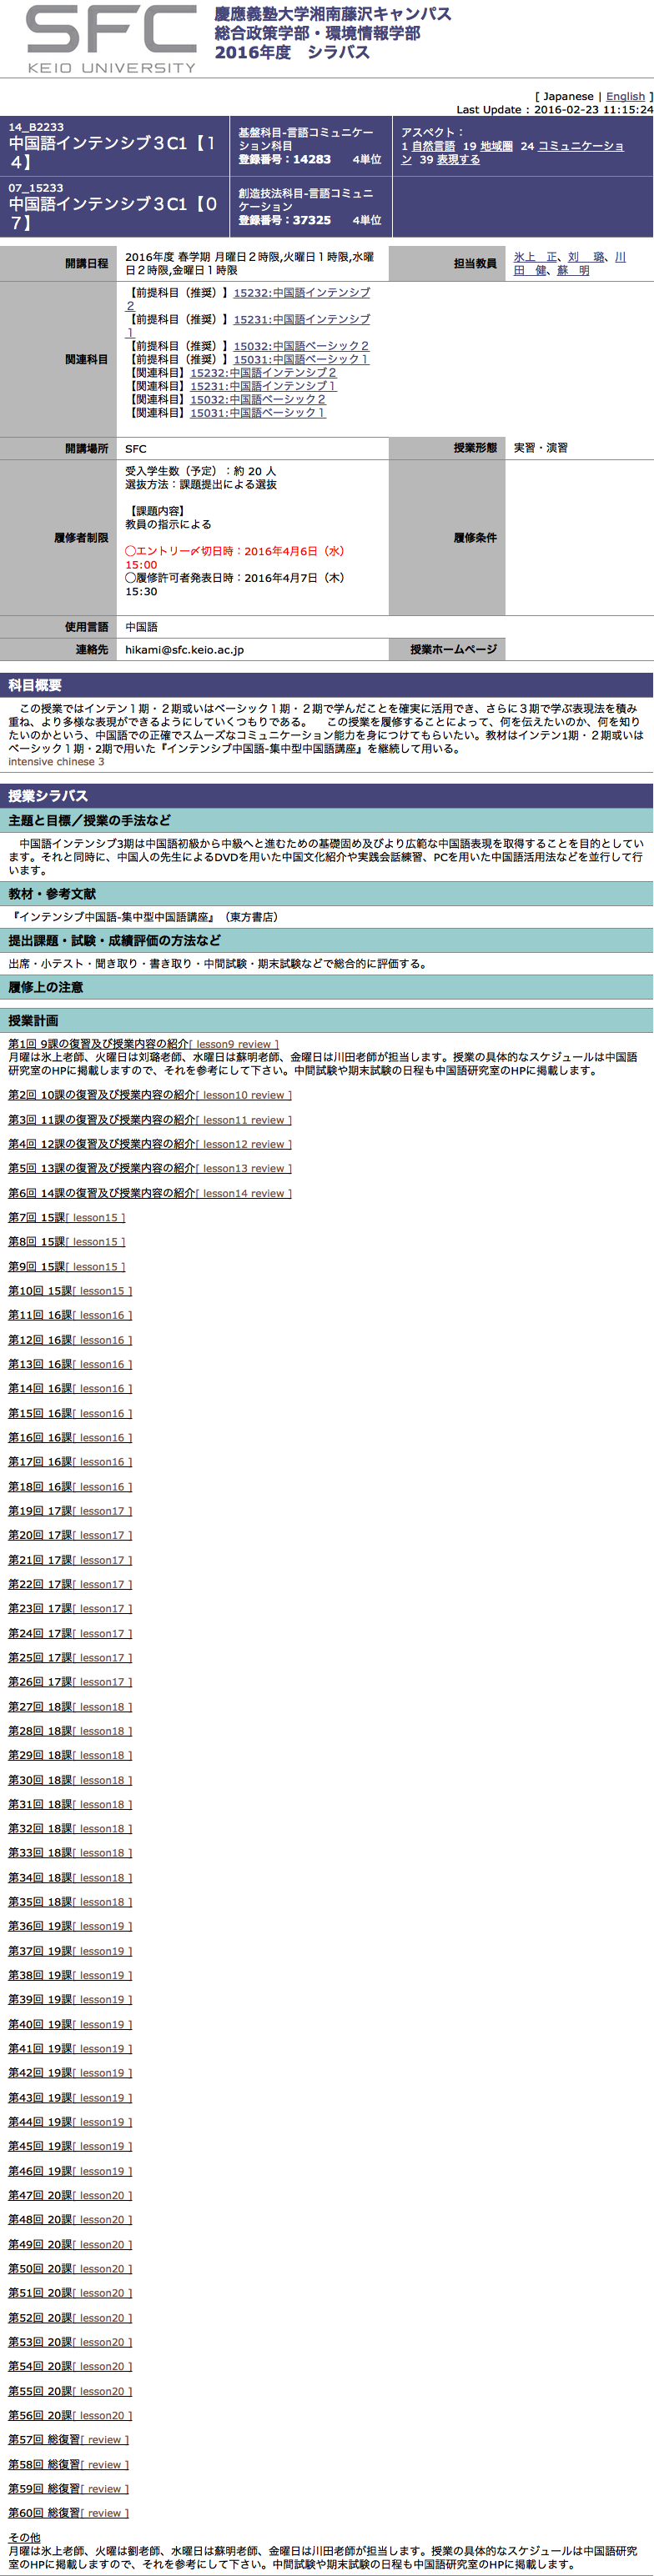 SFC
KEIO UNIVERSITY
慶應義塾大学湘南藤沢キャンパス
総合政策学部・環境情報学部
2016年度　シラバス
[ Japanese | English ]
Last Update : 2016-02-23 11:15:24
14_B2233
中国語インテンシブ３C1【１
４】
基盤科目-言語コミュニケー
ション科目
登録番号：14283　　4単位
アスペクト：
1 自然言語 19 地域圏 24 コミュニケーショ
ン 39 表現する
07_15233
中国語インテンシブ３C1【０
７】
創造技法科目-言語コミュニ
ケーション
登録番号：37325　　4単位
開講日程
2016年度 春学期 月曜日２時限,火曜日１時限,水曜
日２時限,金曜日１時限
担当教員
氷上　正、刘　 璐、川
田　健、蘇　明
関連科目
【前提科目（推奨）】15232:中国語インテンシブ
２
【前提科目（推奨）】15231:中国語インテンシブ
１
【前提科目（推奨）】15032:中国語ベーシック２
【前提科目（推奨）】15031:中国語ベーシック１
【関連科目】15232:中国語インテンシブ２
【関連科目】15231:中国語インテンシブ１
【関連科目】15032:中国語ベーシック２
【関連科目】15031:中国語ベーシック１
開講場所
SFC
授業形態
実習・演習
履修者制限
受入学生数（予定）：約 20 人
選抜方法：課題提出による選抜
【課題内容】
教員の指示による
◯エントリー〆切日時：2016年4月6日（水）
15:00
◯履修許可者発表日時：2016年4月7日（木）
15:30
履修条件
使用言語
中国語
連絡先
hikami@sfc.keio.ac.jp
授業ホームページ
科目概要
この授業ではインテン１期・２期或いはベーシック１期・２期で学んだことを確実に活用でき、さらに３期で学ぶ表現法を積み
重ね、より多様な表現ができるようにしていくつもりである。　この授業を履修することによって、何を伝えたいのか、何を知り
たいのかという、中国語での正確でスムーズなコミュニケーション能力を身につけてもらいたい。教材はインテン1期・２期或いは
ベーシック１期・2期で用いた『インテンシブ中国語-集中型中国語講座』を継続して用いる。
intensive chinese 3
授業シラバス
主題と目標／授業の手法など
中国語インテンシブ3期は中国語初級から中級へと進むための基礎固め及びより広範な中国語表現を取得することを目的としてい
ます。それと同時に、中国人の先生によるDVDを用いた中国文化紹介や実践会話練習、PCを用いた中国語活用法などを並行して行
います。
教材・参考文献
『インテンシブ中国語-集中型中国語講座』（東方書店）
提出課題・試験・成績評価の方法など
出席・小テスト・聞き取り・書き取り・中間試験・期末試験などで総合的に評価する。
履修上の注意
授業計画
第1回 9課の復習及び授業内容の紹介[ lesson9 review ]
月曜は氷上老師、火曜日は刘璐老師、水曜日は蘇明老師、金曜日は川田老師が担当します。授業の具体的なスケジュールは中国語
研究室のHPに掲載しますので、それを参考にして下さい。中間試験や期末試験の日程も中国語研究室のHPに掲載します。
第2回 10課の復習及び授業内容の紹介[ lesson10 review ]
第3回 11課の復習及び授業内容の紹介[ lesson11 review ]
第4回 12課の復習及び授業内容の紹介[ lesson12 review ]
第5回 13課の復習及び授業内容の紹介[ lesson13 review ]
第6回 14課の復習及び授業内容の紹介[ lesson14 review ]
第7回 15課[ lesson15 ]
第8回 15課[ lesson15 ]
第9回 15課[ lesson15 ]
第10回 15課[ lesson15 ]
第11回 16課[ lesson16 ]
第12回 16課[ lesson16 ]
第13回 16課[ lesson16 ]
第14回 16課[ lesson16 ]
第15回 16課[ lesson16 ]
第16回 16課[ lesson16 ]
第17回 16課[ lesson16 ]
第18回 16課[ lesson16 ]
第19回 17課[ lesson17 ]
第20回 17課[ lesson17 ]
第21回 17課[ lesson17 ]
第22回 17課[ lesson17 ]
第23回 17課[ lesson17 ]
第24回 17課[ lesson17 ]
第25回 17課[ lesson17 ]
第26回 17課[ lesson17 ]
第27回 18課[ lesson18 ]
第28回 18課[ lesson18 ]
第29回 18課[ lesson18 ]
第30回 18課[ lesson18 ]
第31回 18課[ lesson18 ]
第32回 18課[ lesson18 ]
第33回 18課[ lesson18 ]
第34回 18課[ lesson18 ]
第35回 18課[ lesson18 ]
第36回 19課[ lesson19 ]
第37回 19課[ lesson19 ]
第38回 19課[ lesson19 ]
第39回 19課[ lesson19 ]
第40回 19課[ lesson19 ]
第41回 19課[ lesson19 ]
第42回 19課[ lesson19 ]
第43回 19課[ lesson19 ]
第44回 19課[ lesson19 ]
第45回 19課[ lesson19 ]
第46回 19課[ lesson19 ]
第47回 20課[ lesson20 ]
第48回 20課[ lesson20 ]
第49回 20課[ lesson20 ]
第50回 20課[ lesson20 ]
第51回 20課[ lesson20 ]
第52回 20課[ lesson20 ]
第53回 20課[ lesson20 ]
第54回 20課[ lesson20 ]
第55回 20課[ lesson20 ]
第56回 20課[ lesson20 ]
第57回 総復習[ review ]
第58回 総復習[ review ]
第59回 総復習[ review ]
第60回 総復習[ review ]
その他
月曜は氷上老師、火曜は劉老師、水曜日は蘇明老師、金曜日は川田老師が担当します。授業の具体的なスケジュールは中国語研究
室のHPに掲載しますので、それを参考にして下さい。中間試験や期末試験の日程も中国語研究室のHPに掲載します。